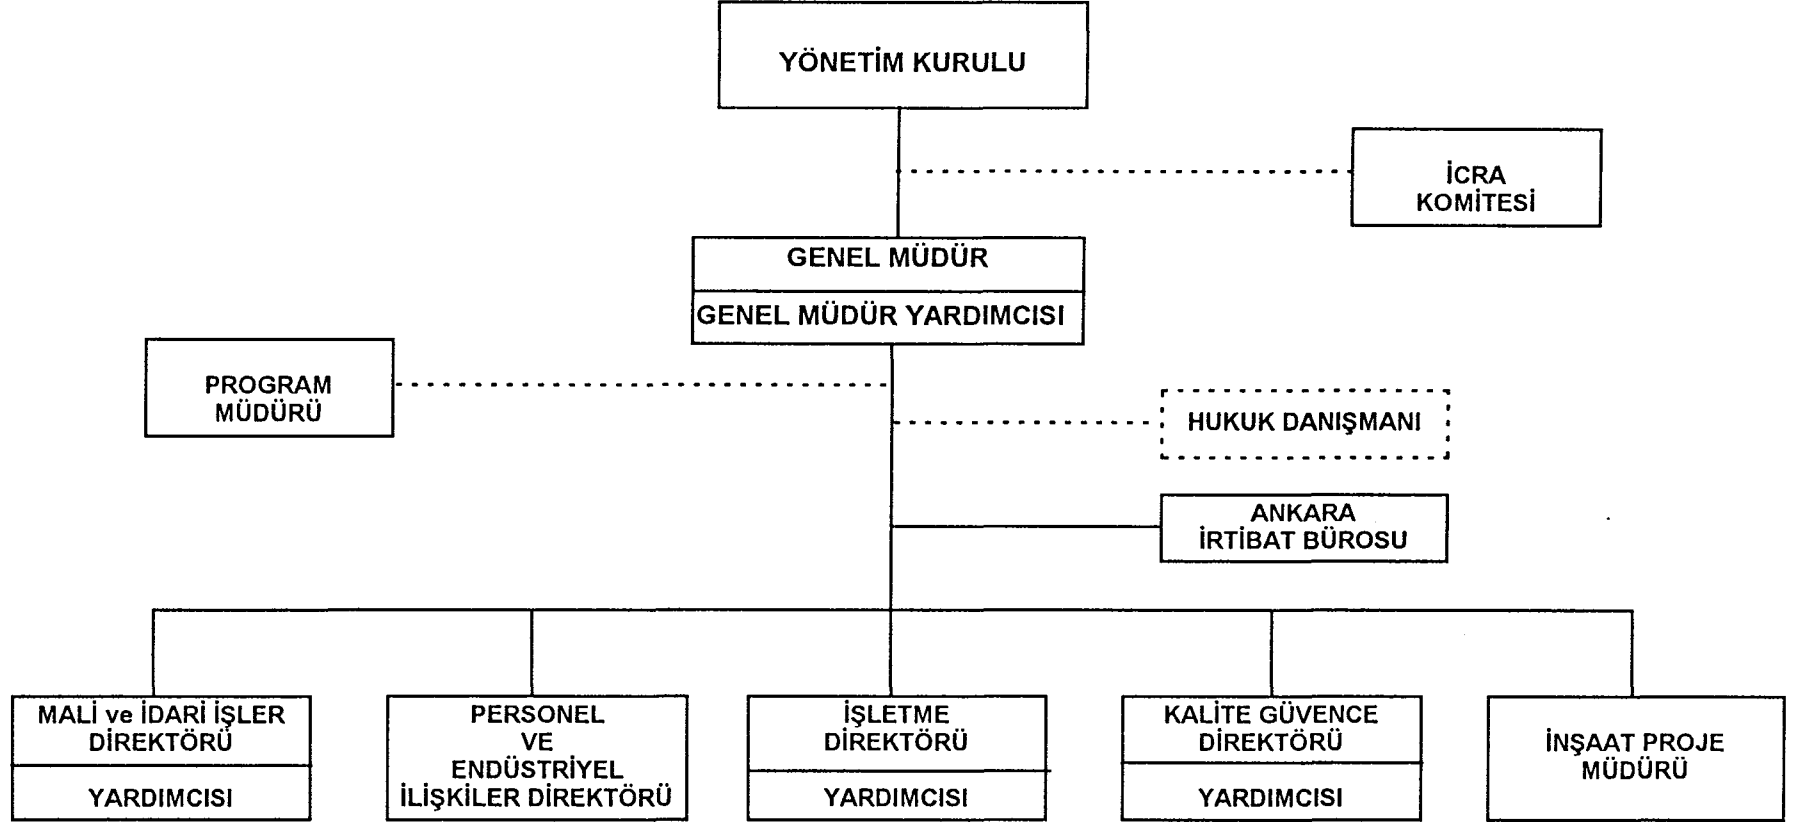 YÖNETİM KURULU
İCRA
KOMİTESİ
GENEL MÜDÜR
GENEL MÜDÜR YARDIMCISI
PROGRAM
MÜDÜRÜ
HUKUK DANIŞMANI
ANKARA
İRTİBAT BÜROSU
MALİ ve İDARİ İŞLER
DİREKTÖRÜ
YARDIMCISI
PERSONEL
VE
ENDÜSTRİYEL
İLİŞKİLER DİREKTÖRÜ
İŞLETME
DİREKTÖRÜ
YARDIMCISI
KALİTE GÜVENCE
DİREKTÖRÜ
YARDIMCISI
İNŞAAT PROJE
MÜDÜRÜ